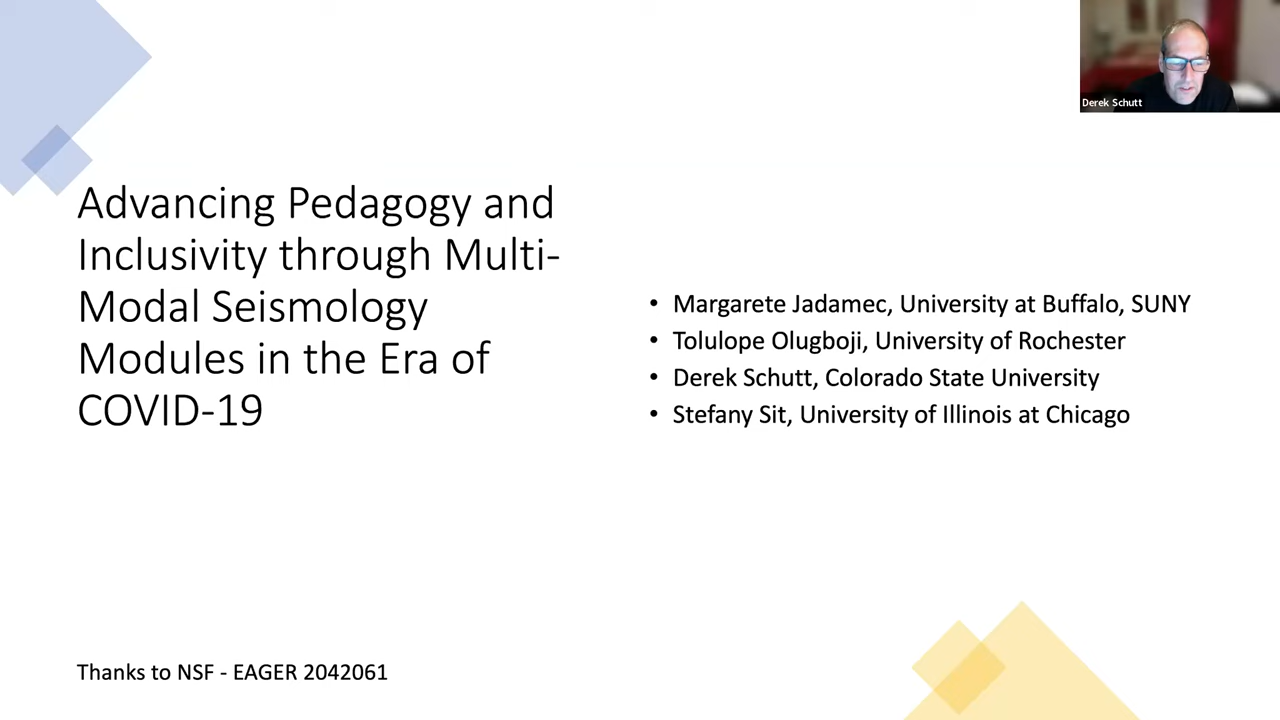 Derek Schutt
Advancing Pedagogy and
Inclusivity through Multi-
Modal Seismology
Modules in the Era of
COVID-19
• Margarete Jadamec, University at Buffalo, SUNY
• Tolulope Olugboji, University of Rochester
• Derek Schutt, Colorado State University
• Stefany Sit, University of Illinois at Chicago
Thanks to NSF - EAGER 2042061